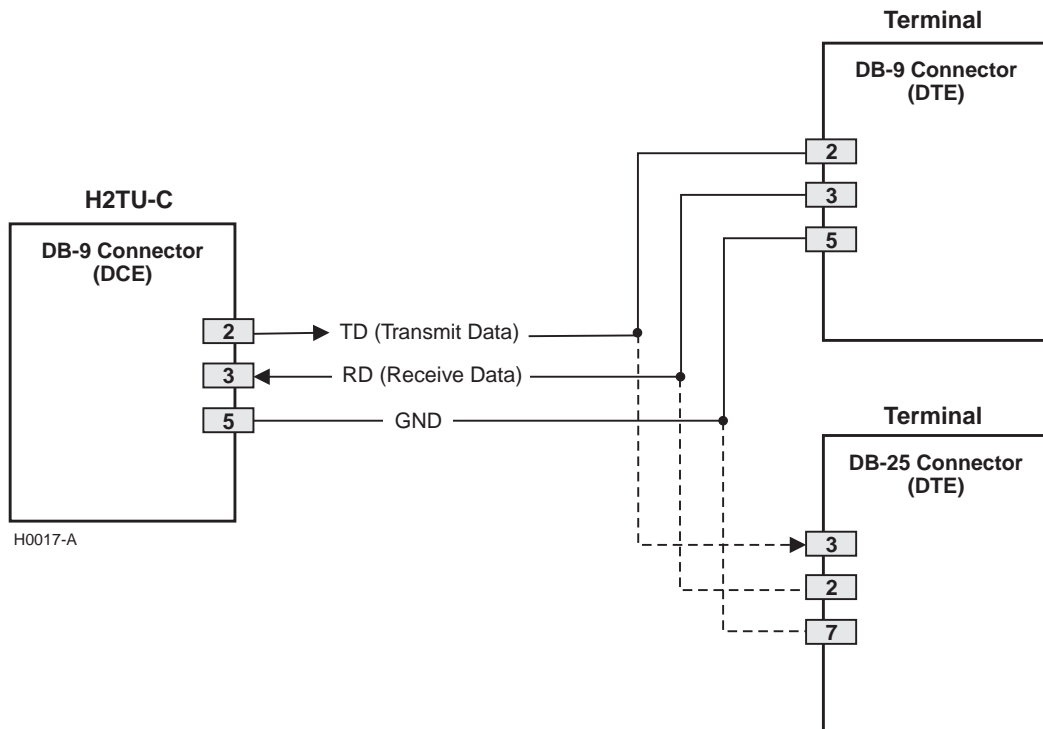 Terminal
DB-9 Connector
(DTE)
2
3
5
H2TU-C
DB-9 Connector
(DCE)
2
TD (Transmit Data)
3
RD (Receive Data)
5
GND
H0017-A
Terminal
DB-25 Connector
(DTE)
3
2
7